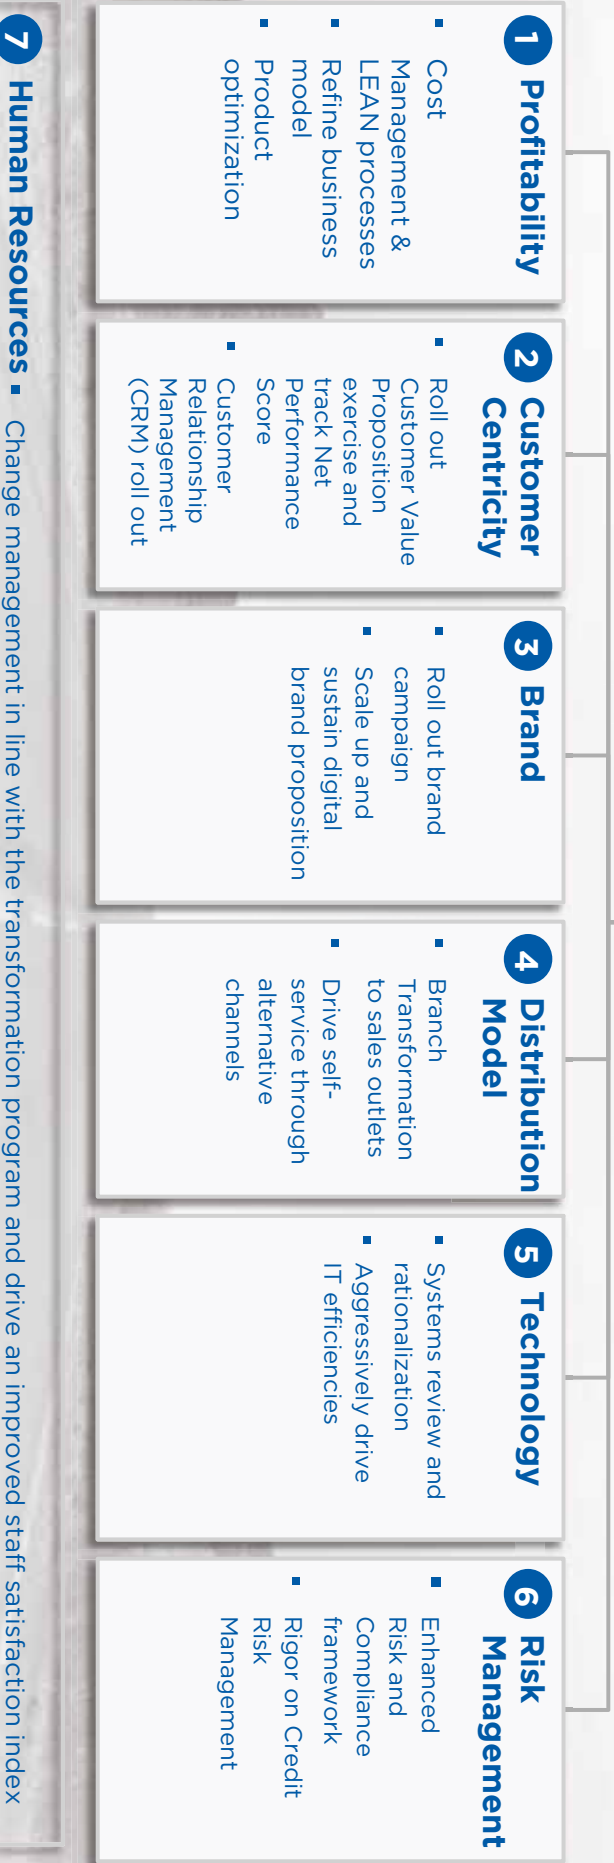 1 Profitability
▪ Cost
Management &
LEAN processes
▪ Refine business
model
▪ Product
optimization
2 Customer
Centricity
▪ Roll out
Customer Value
Proposition
exercise and
track Net
Performance
Score
▪ Customer
Relationship
Management
(CRM) roll out
3 Brand
▪ Roll out brand
campaign
▪ Scale up and
sustain digital
brand proposition
4 Distribution
Model
▪ Branch
Transformation
to sales outlets
▪ Drive self-
service through
alternative
channels
5 Technology
▪ Systems review and
rationalization
▪ Aggressively drive
IT efficiencies
6 Risk
Management
▪ Enhanced
Risk and
Compliance
framework
▪ Rigor on Credit
Risk
Management
7 Human Resources ▪ Change management in line with the transformation program and drive an improved staff satisfaction index